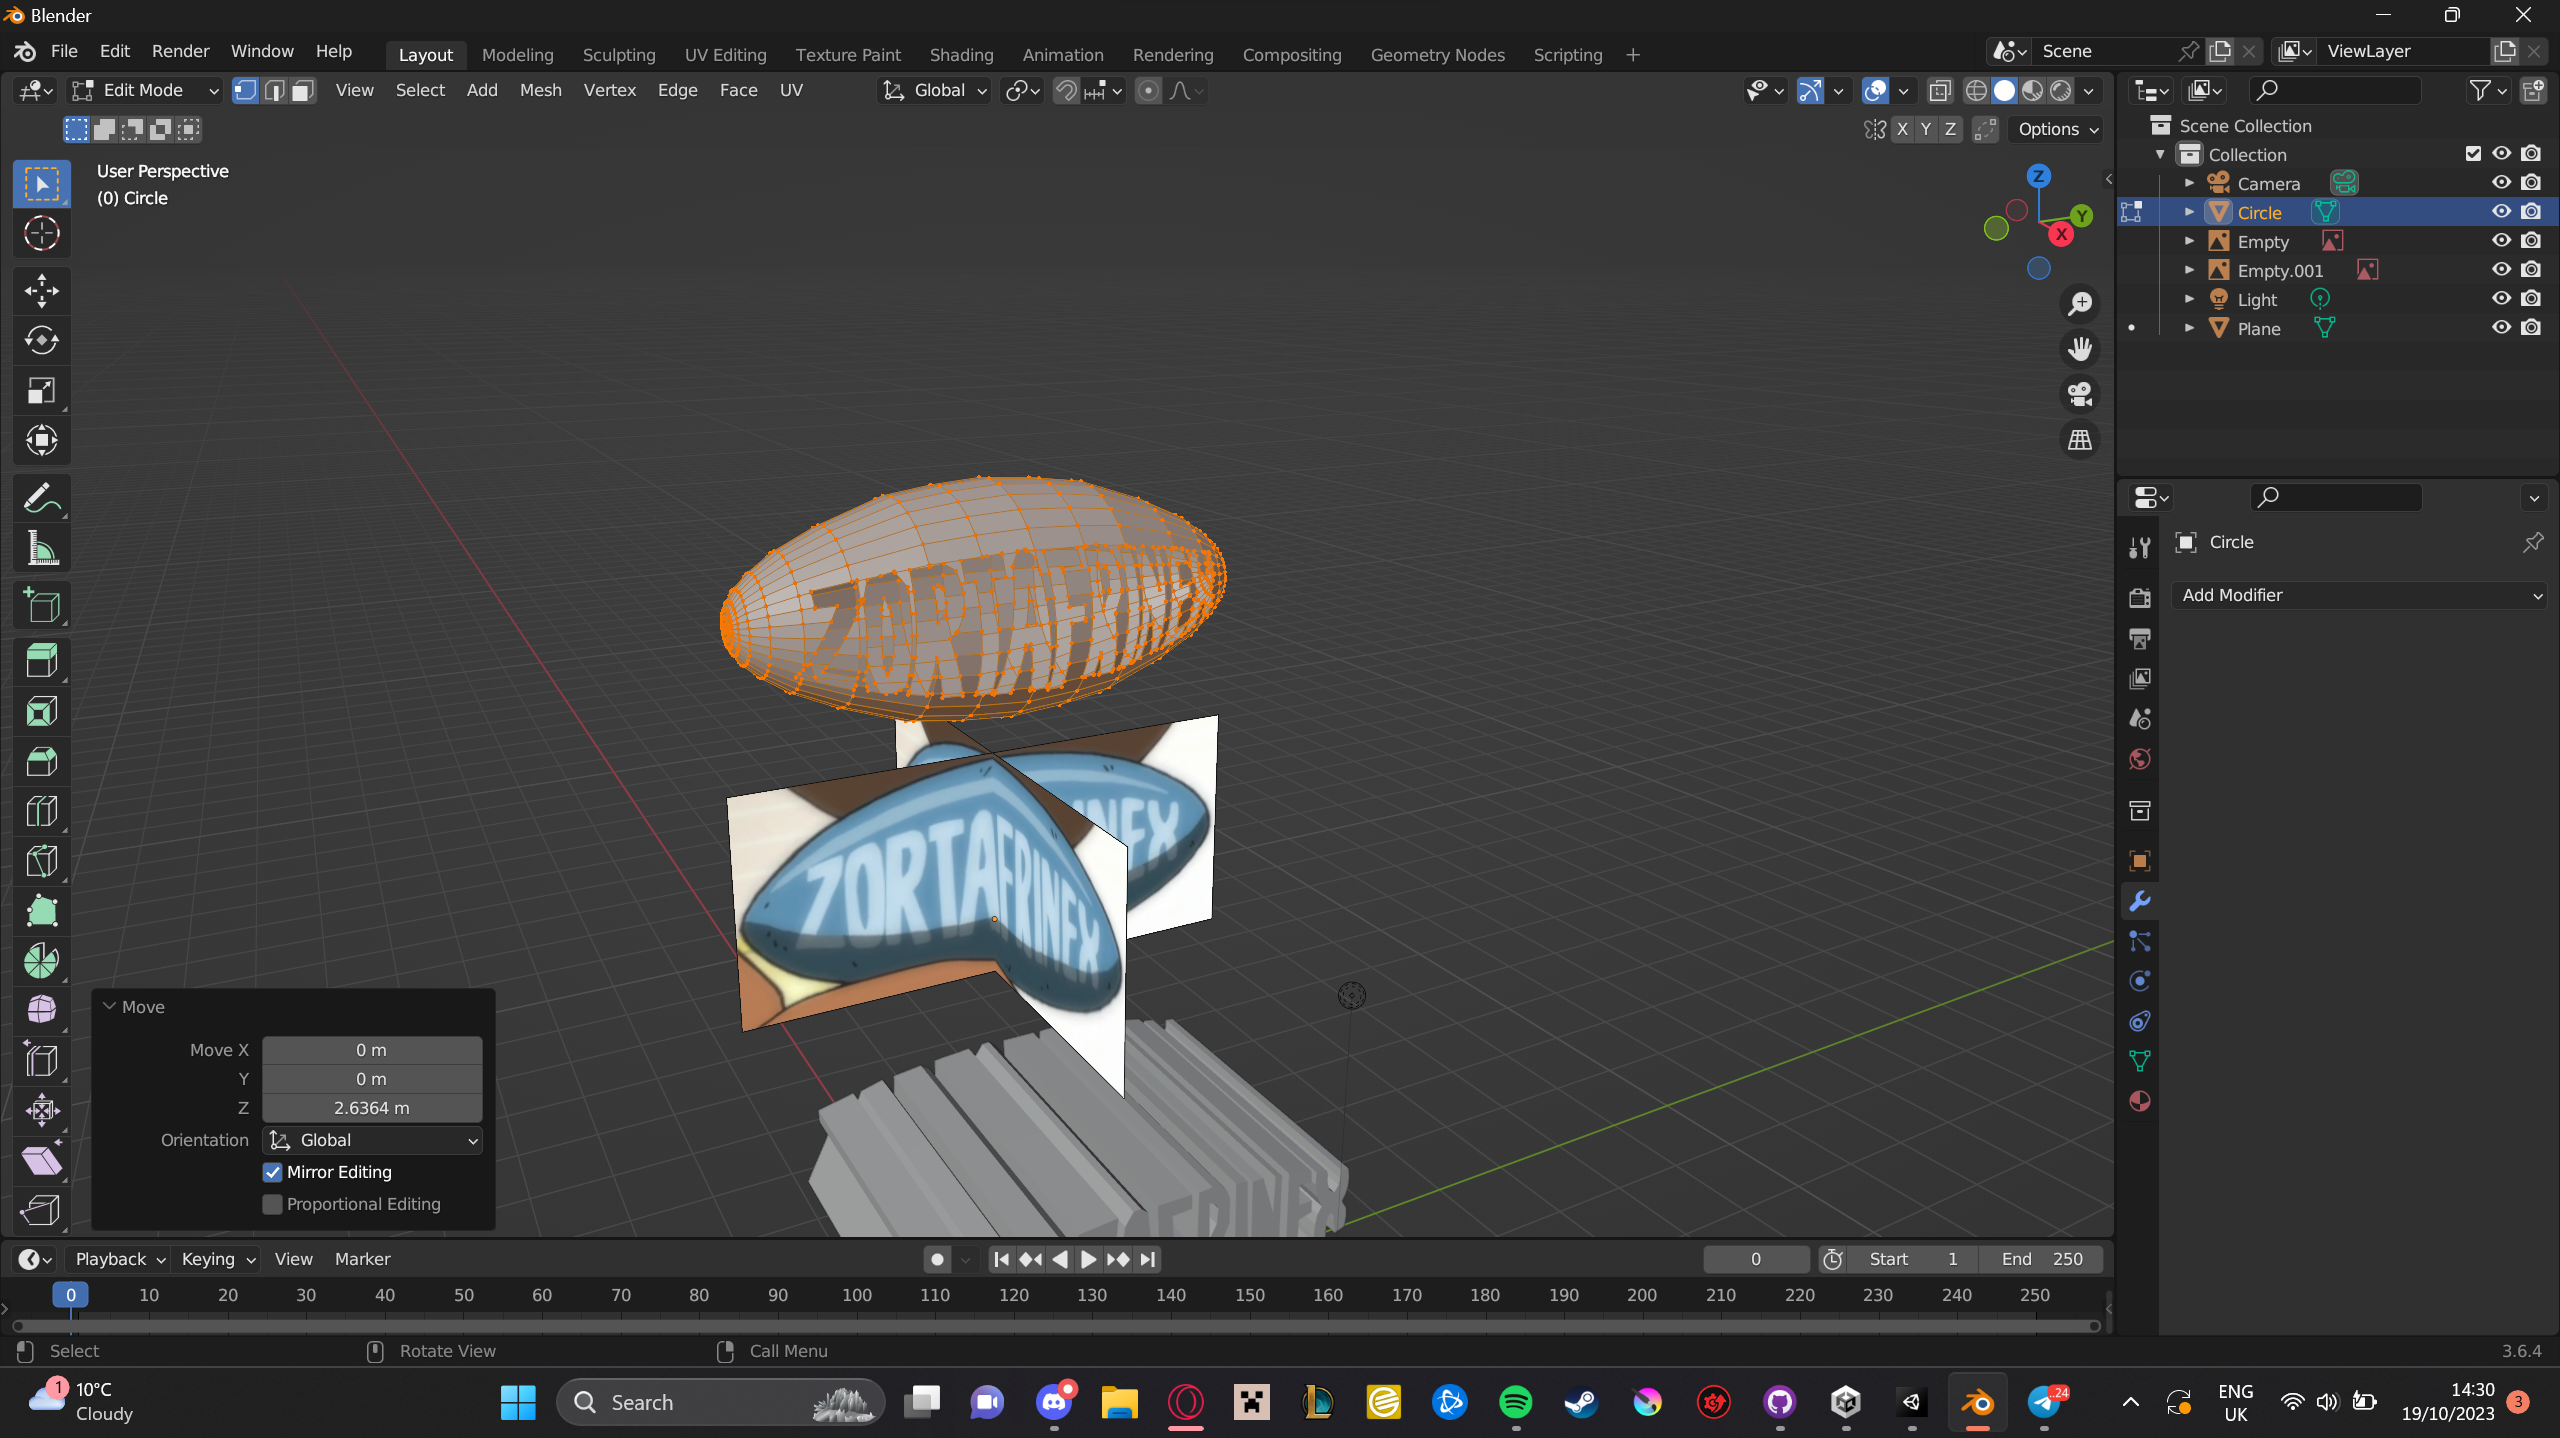 Blender
File Edit Render Window Help Layout Modeling Sculpting UV Editing Texture Paint Shading Animation Rendering Compositing Geometry Nodes Scripting + Scene ViewLayer
Edit Mode View Select Add Mesh Vertex Edge Face UV Global
X Y Z Options
User Perspective
(0) Circle
Z
Y
X
Scene Collection
Collection
Camera
Circle
Empty
Empty.001
Light
Plane
Circle
Add Modifier
ZORTAFRINEX
ZORTAFRINEX
NEX
FRINEX
Move
Move X 0 m
Y 0 m
Z 2.6364 m
Orientation Global
Mirror Editing
Proportional Editing
Playback Keying View Marker 0 Start 1 End 250
0 10 20 30 40 50 60 70 80 90 100 110 120 130 140 150 160 170 180 190 200 210 220 230 240 250
Select Rotate View Call Menu 3.6.4
1 10°C
Cloudy
Search
L
24
ENG
UK
14:30
19/10/2023
3